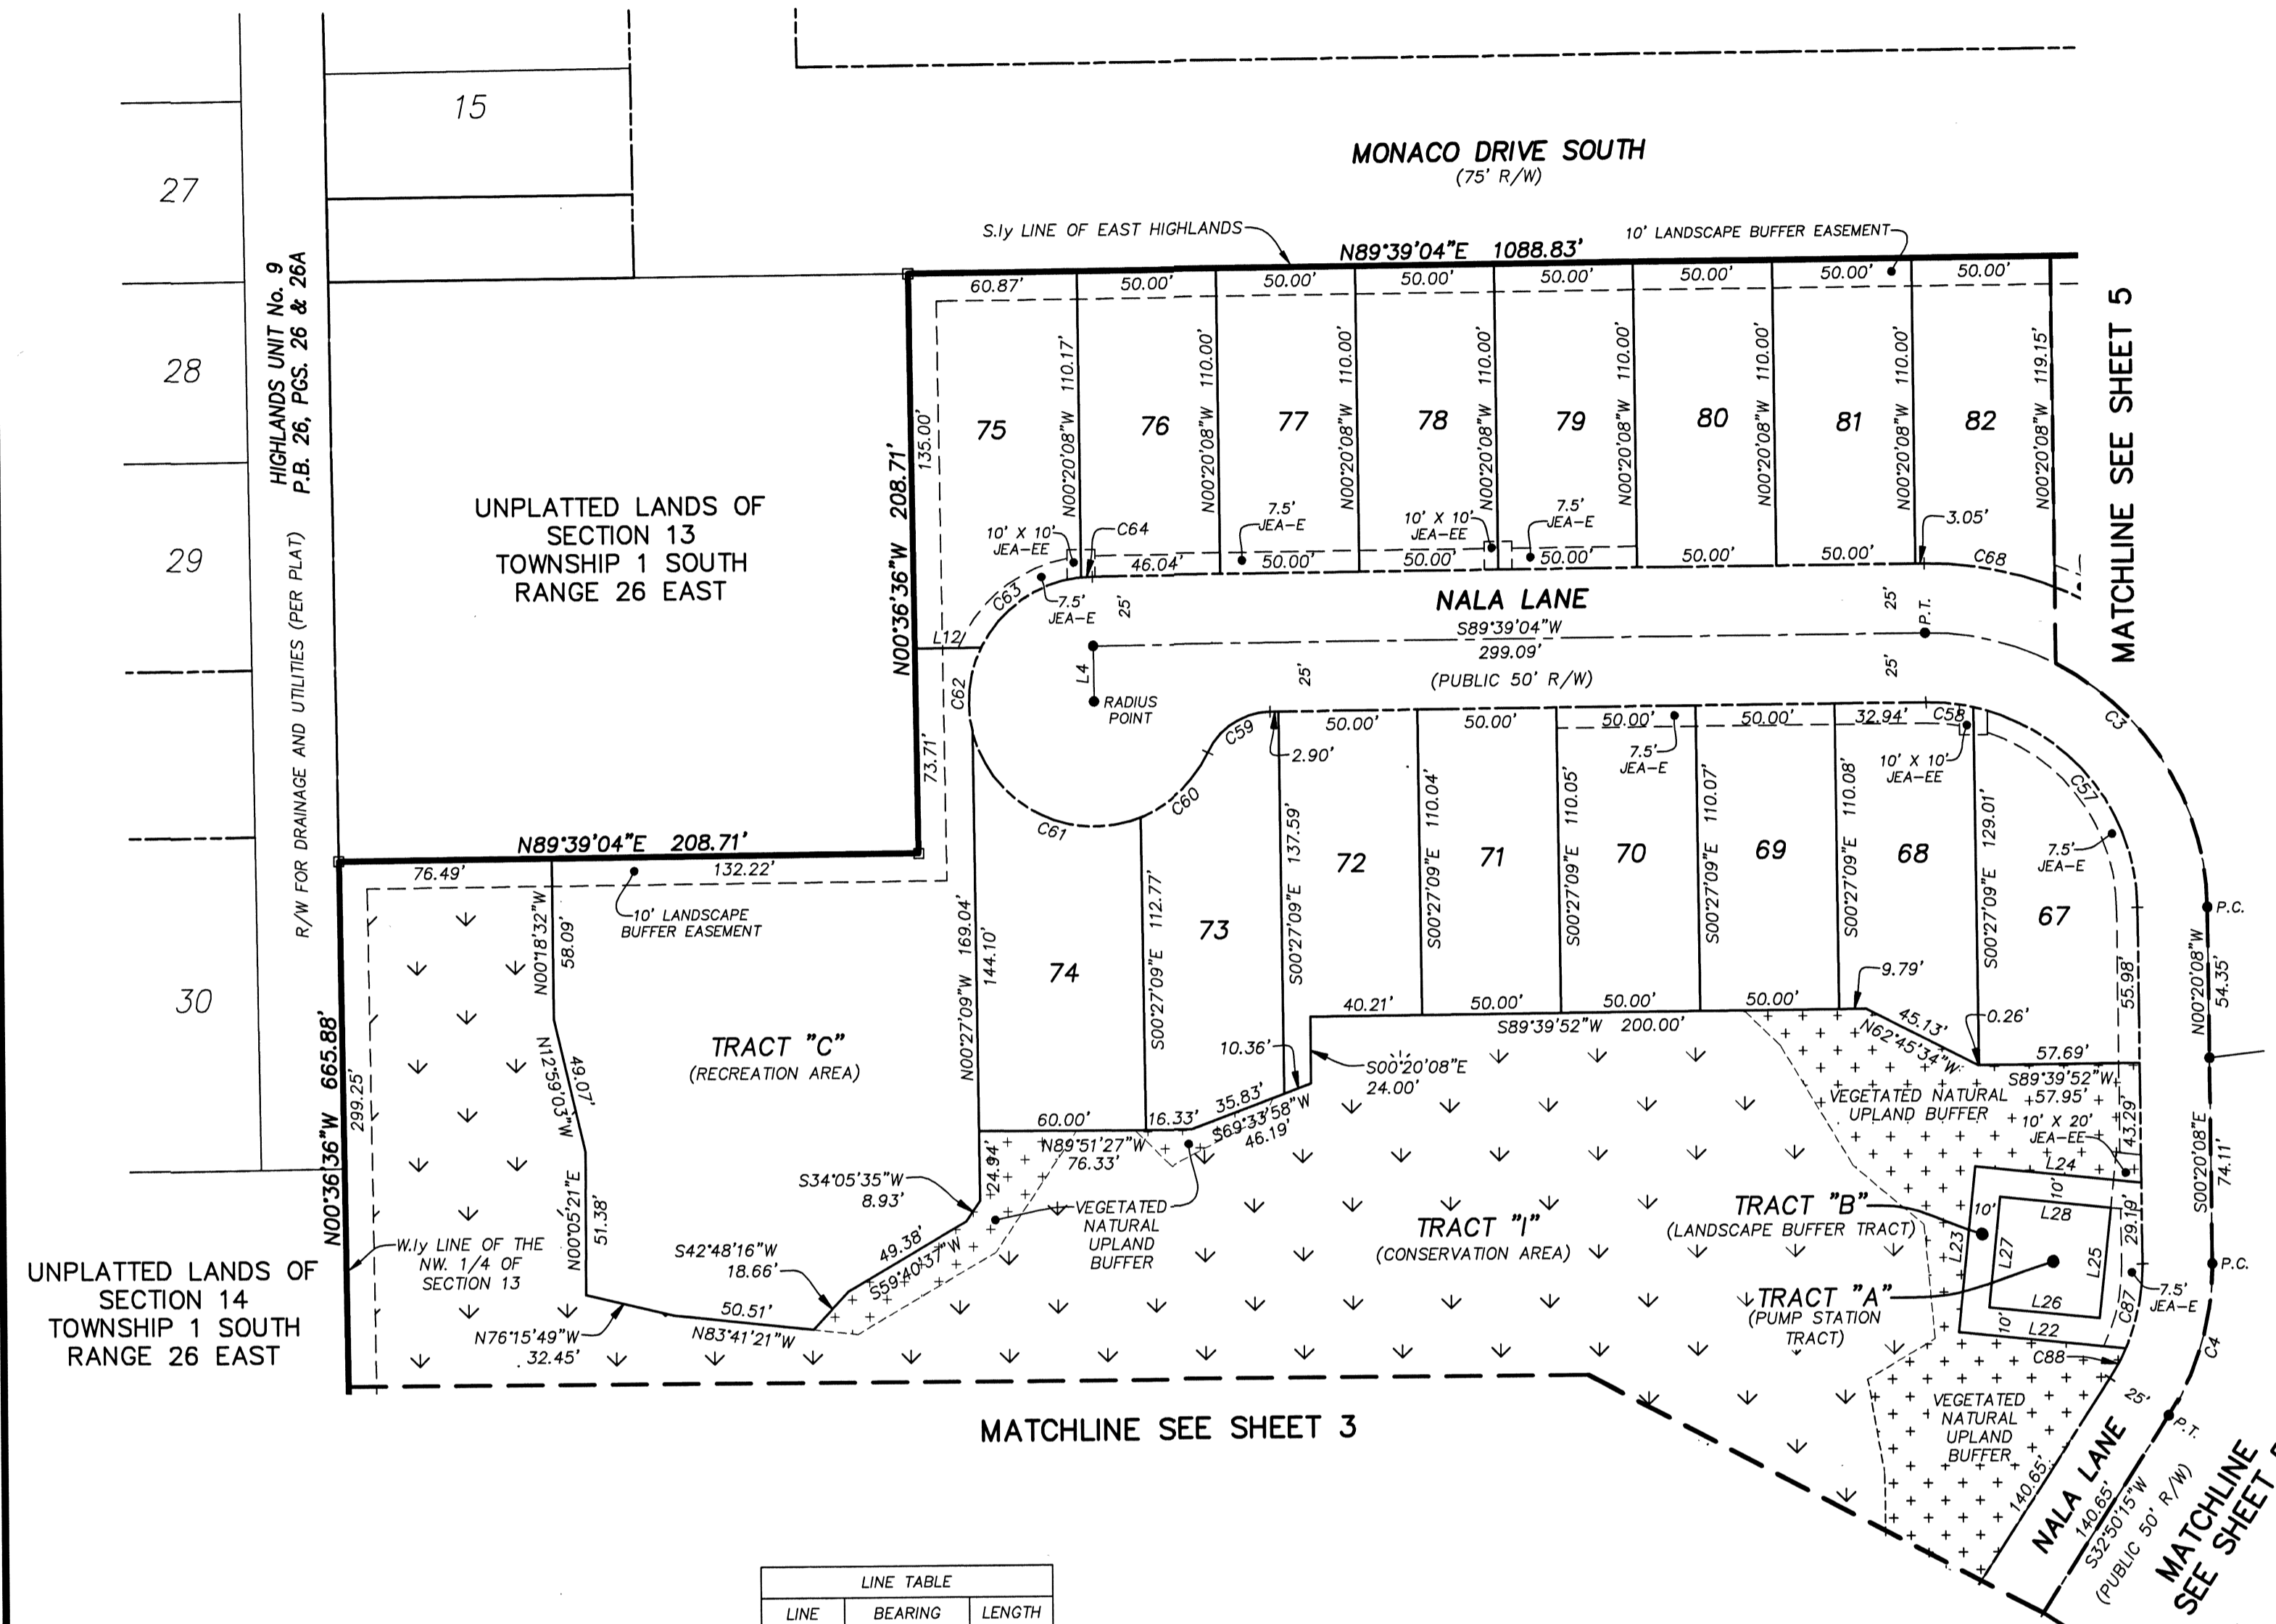 15
27
28
29
30
HIGHLANDS UNIT No. 9
P.B. 26, PGS. 26 & 26A
R/W FOR DRAINAGE AND UTILITIES (PER PLAT)
MONACO DRIVE SOUTH
(75' R/W)
S.ly LINE OF EAST HIGHLANDS
N89°39'04"E 1088.83'
10' LANDSCAPE BUFFER EASEMENT
60.87'
50.00'
50.00'
50.00'
50.00'
50.00'
50.00'
50.00'
MATCHLINE SEE SHEET 5
UNPLATTED LANDS OF
SECTION 13
TOWNSHIP 1 SOUTH
RANGE 26 EAST
N00°36'36"W 208.71'
135.00'
73.71'
75
N00°20'08"W 110.17'
76
N00°20'08"W 110.00'
77
N00°20'08"W 110.00'
78
N00°20'08"W 110.00'
79
N00°20'08"W 110.00'
80
N00°20'08"W 110.00'
81
N00°20'08"W 110.00'
82
N00°20'08"W 119.15'
10' X 10'
JEA-EE
C64
7.5'
JEA-E
10' X 10'
JEA-EE
7.5'
JEA-E
3.05'
46.04'
50.00'
50.00'
50.00'
50.00'
50.00'
C68
C63
7.5'
JEA-E
25'
NALA LANE
25'
P.T.
L12
S89°39'04"W
299.09'
(PUBLIC 50' R/W)
L4
25'
25'
C62
RADIUS
POINT
C59
2.90'
50.00'
50.00'
50.00'
50.00'
32.94'
C58
C3
7.5'
JEA-E
10' X 10'
JEA-EE
C57
C60
C61
7.5'
JEA-E
N89°39'04"E 208.71'
76.49'
132.22'
10' LANDSCAPE
BUFFER EASEMENT
N00°18'32"W
58.09'
N12°59'03"W
49.07'
N00°05'21"E
51.38'
TRACT "C"
(RECREATION AREA)
N00°27'09"W 169.04'
144.10'
74
S00°27'09"E 112.77'
73
S00°27'09"E 137.59'
72
S00°27'09"E 110.04'
71
S00°27'09"E 110.05'
70
S00°27'09"E 110.07'
69
S00°27'09"E 110.08'
68
S00°27'09"E 129.01'
67
P.C.
55.98'
N00°20'08"W
54.35'
9.79'
40.21'
50.00'
50.00'
50.00'
S89°39'52"W 200.00'
45.13'
N62°45'34"W
0.26'
57.69'
S89°39'52"W
57.95'
10.36'
S00°20'08"E
24.00'
35.83'
S69°33'58"W
46.19'
60.00'
16.33'
N89°51'27"W
76.33'
24.94'
S34°05'35"W
8.93'
VEGETATED
NATURAL
UPLAND
BUFFER
49.38'
S59°40'37"W
S42°48'16"W
18.66'
50.51'
N83°41'21"W
N76°15'49"W
32.45'
N00°36'36"W 665.88'
299.25'
W.ly LINE OF THE
NW. 1/4 OF
SECTION 13
UNPLATTED LANDS OF
SECTION 14
TOWNSHIP 1 SOUTH
RANGE 26 EAST
VEGETATED NATURAL
UPLAND BUFFER
10' X 20'
JEA-EE
43.29'
S00°20'08"E
74.11'
L24
10'
L28
10'
L23
L27
L25
29.19'
TRACT "B"
(LANDSCAPE BUFFER TRACT)
TRACT "I"
(CONSERVATION AREA)
TRACT "A"
(PUMP STATION
TRACT)
L26
10'
L22
C87
P.C.
7.5'
JEA-E
C4
C88
25'
P.T.
VEGETATED
NATURAL
UPLAND
BUFFER
140.65'
NALA LANE
140.65'
S32°50'15"W
(PUBLIC 50' R/W)
MATCHLINE
SEE SHEET
MATCHLINE SEE SHEET 3
LINE TABLE
LINE BEARING LENGTH